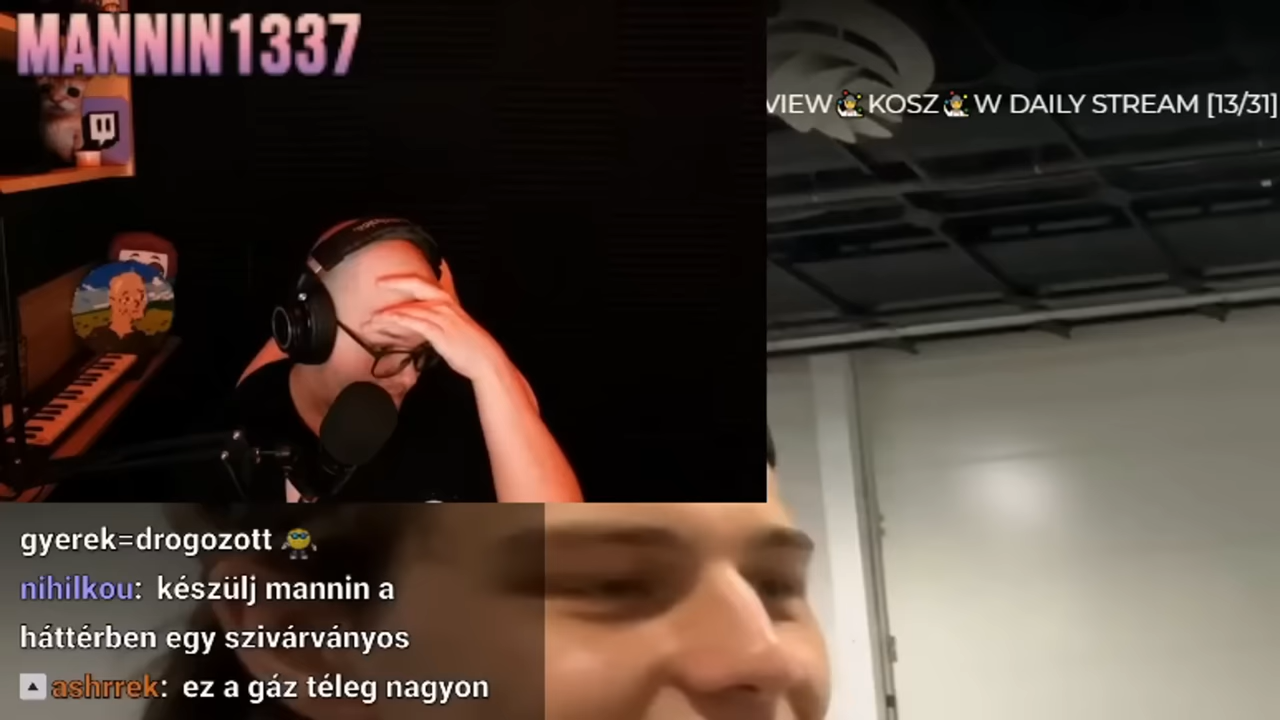 MANNIN1337
VIEW KOSZ W DAILY STREAM [13/31]
gyerek=drogozott
nihilkou: készülj mannin a
háttérben egy szivárványos
ashrrek: ez a gáz téleg nagyon